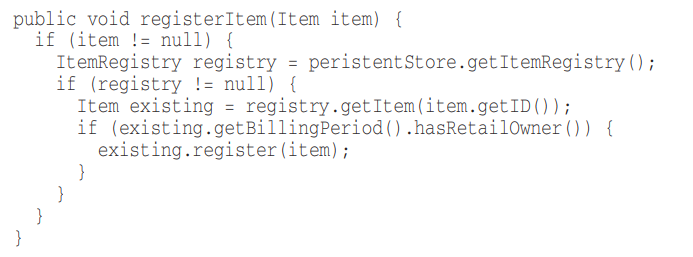 public void registerItem(Item item) {
  if (item != null) {
    ItemRegistry registry = peristentStore.getItemRegistry();
    if (registry != null) {
      Item existing = registry.getItem(item.getID());
      if (existing.getBillingPeriod().hasRetailOwner()) {
        existing.register(item);
      }
    }
  }
}